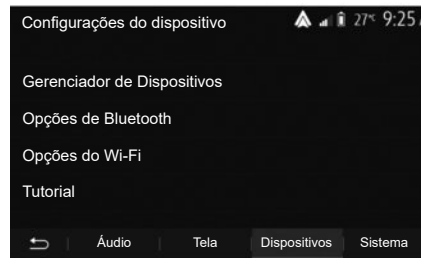 Configurações do dispositivo
27°C 9:25
Gerenciador de Dispositivos
Opções de Bluetooth
Opções do Wi-Fi
Tutorial
Áudio Tela Dispositivos Sistema